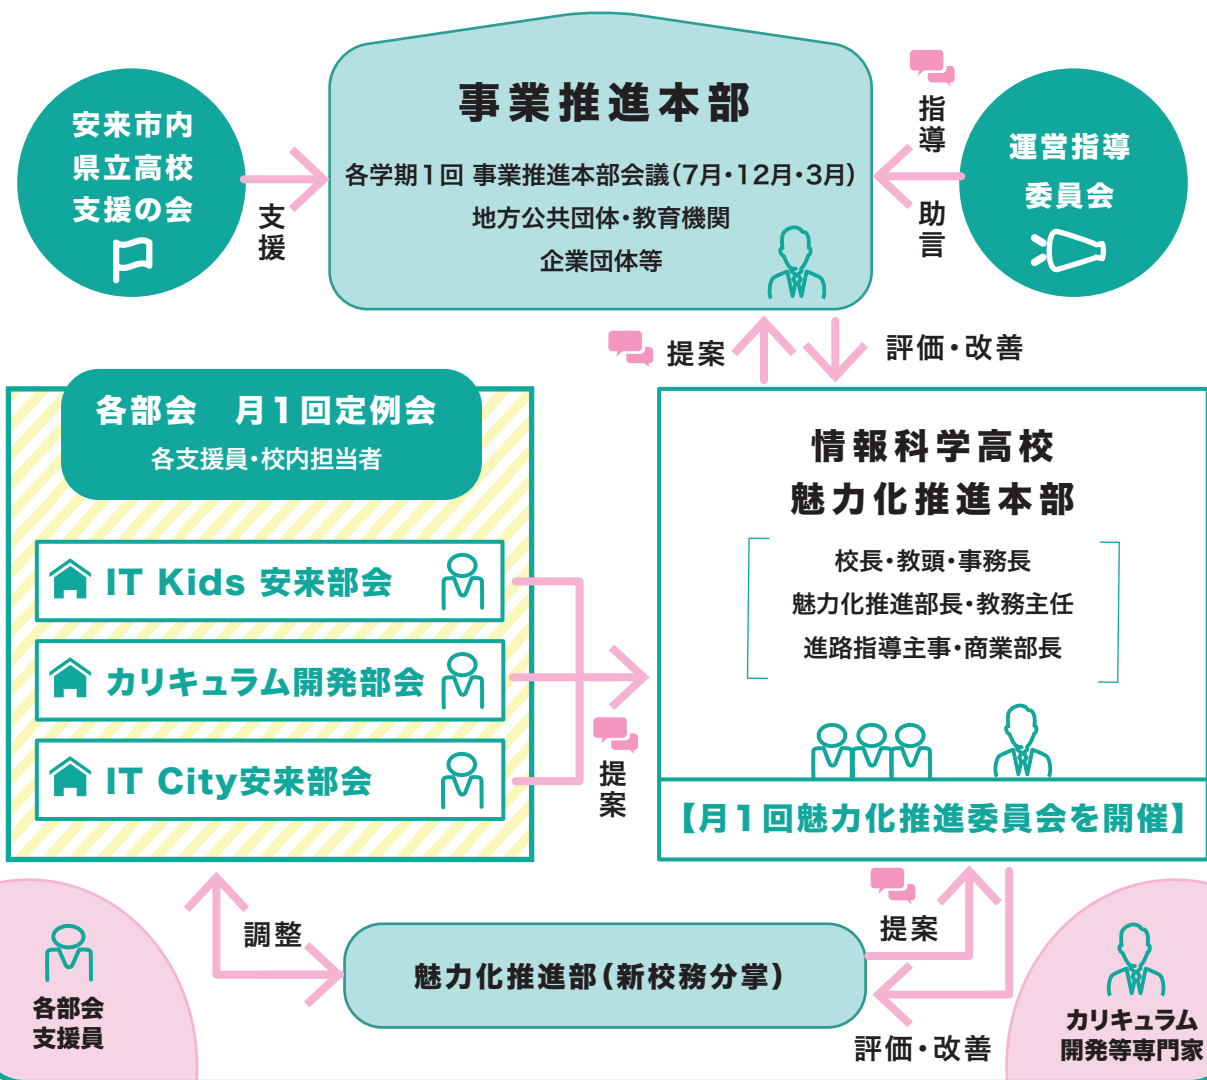 事業推進本部
各学期1回 事業推進本部会議(7月・12月・3月)
地方公共団体・教育機関
企業団体等
安来市内
県立高校
支援の会
支援
指導
助言
運営指導
委員会
提案
評価・改善
各部会　月1回定例会
各支援員・校内担当者
IT Kids 安来部会
カリキュラム開発部会
IT City安来部会
提案
情報科学高校
魅力化推進本部
校長・教頭・事務長
魅力化推進部長・教務主任
進路指導主事・商業部長
【月1回魅力化推進委員会を開催】
調整
魅力化推進部(新校務分掌)
提案
評価・改善
各部会
支援員
カリキュラム
開発等専門家